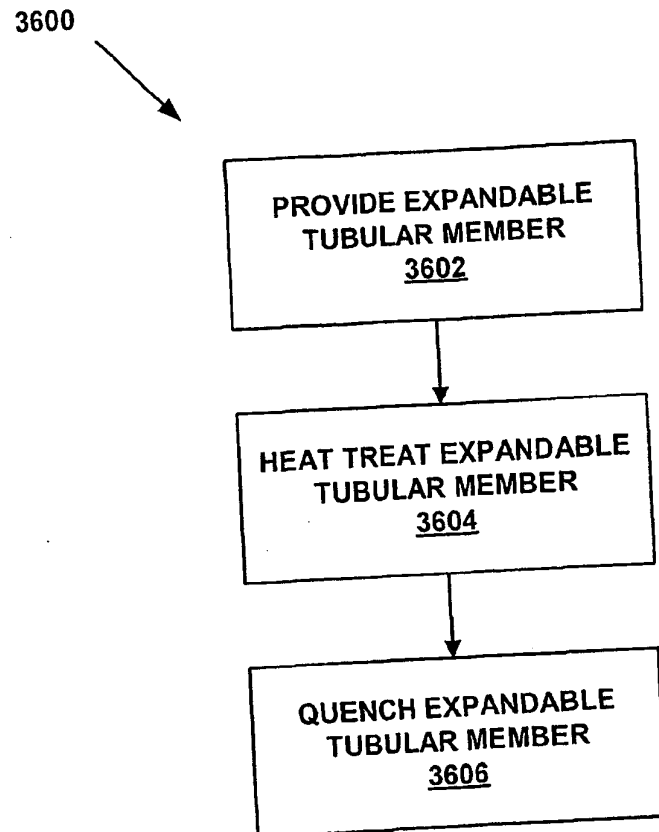 3600
PROVIDE EXPANDABLE
TUBULAR MEMBER
3602
HEAT TREAT EXPANDABLE
TUBULAR MEMBER
3604
QUENCH EXPANDABLE
TUBULAR MEMBER
3606